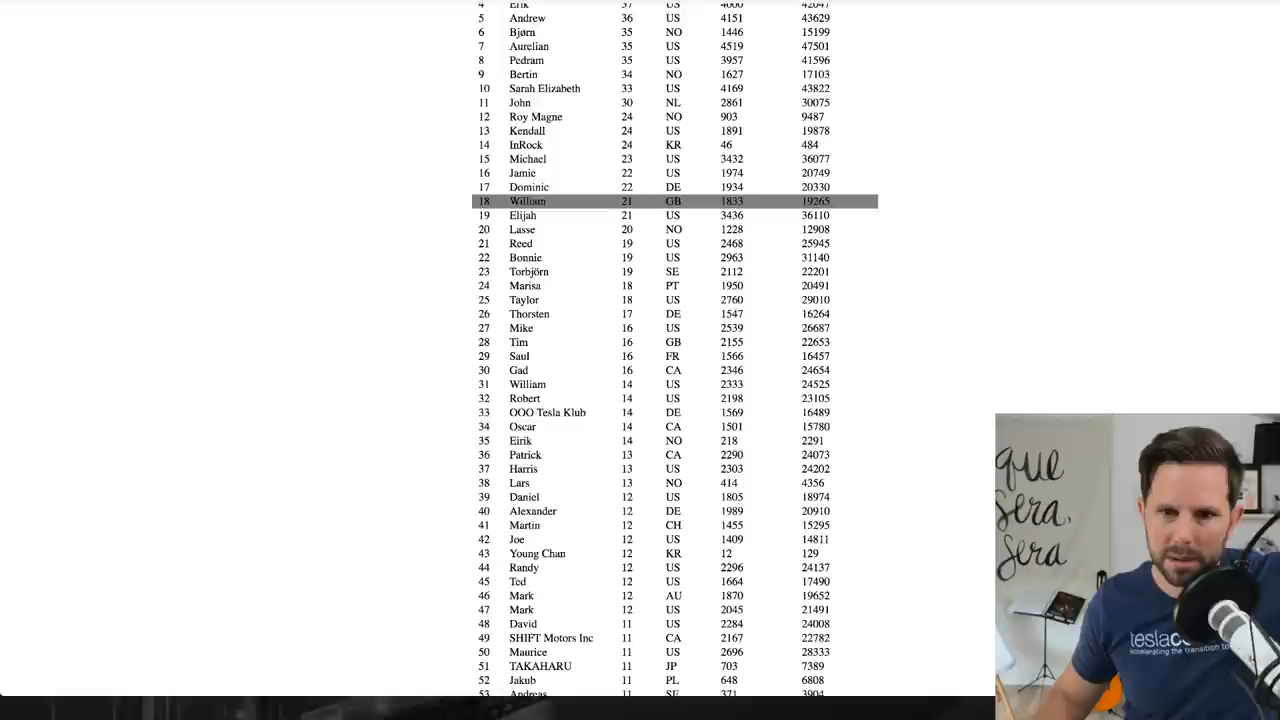 4 Erik 37 US 4000 42047
5 Andrew 36 US 4151 43629
6 Bjørn 35 NO 1446 15199
7 Aurelian 35 US 4519 47501
8 Pedram 35 US 3957 41596
9 Bertin 34 NO 1627 17103
10 Sarah Elizabeth 33 US 4169 43822
11 John 30 NL 2861 30075
12 Roy Magne 24 NO 903 9487
13 Kendall 24 US 1891 19878
14 InRock 24 KR 46 484
15 Michael 23 US 3432 36077
16 Jamie 22 US 1974 20749
17 Dominic 22 DE 1934 20330
18 William 21 GB 1833 19265
19 Elijah 21 US 3436 36110
20 Lasse 20 NO 1228 12908
21 Reed 19 US 2468 25945
22 Bonnie 19 US 2963 31140
23 Torbjörn 19 SE 2112 22201
24 Marisa 18 PT 1950 20491
25 Taylor 18 US 2760 29010
26 Thorsten 17 DE 1547 16264
27 Mike 16 US 2539 26687
28 Tim 16 GB 2155 22653
29 Saul 16 FR 1566 16457
30 Gad 16 CA 2346 24654
31 William 14 US 2333 24525
32 Robert 14 US 2198 23105
33 OOO Tesla Klub 14 DE 1569 16489
34 Oscar 14 CA 1501 15780
35 Eirik 14 NO 218 2291
36 Patrick 13 CA 2290 24073
37 Harris 13 US 2303 24202
38 Lars 13 NO 414 4356
39 Daniel 12 US 1805 18974
40 Alexander 12 DE 1989 20910
41 Martin 12 CH 1455 15295
42 Joe 12 US 1409 14811
43 Young Chan 12 KR 12 129
44 Randy 12 US 2296 24137
45 Ted 12 US 1664 17490
46 Mark 12 AU 1870 19652
47 Mark 12 US 2045 21491
48 David 11 US 2284 24008
49 SHIFT Motors Inc 11 CA 2167 22782
50 Maurice 11 US 2696 28333
51 TAKAHARU 11 JP 703 7389
52 Jakub 11 PL 648 6808
53 Andreas 11 SE 371 3904
que
sera,
sera
accelerating the transition